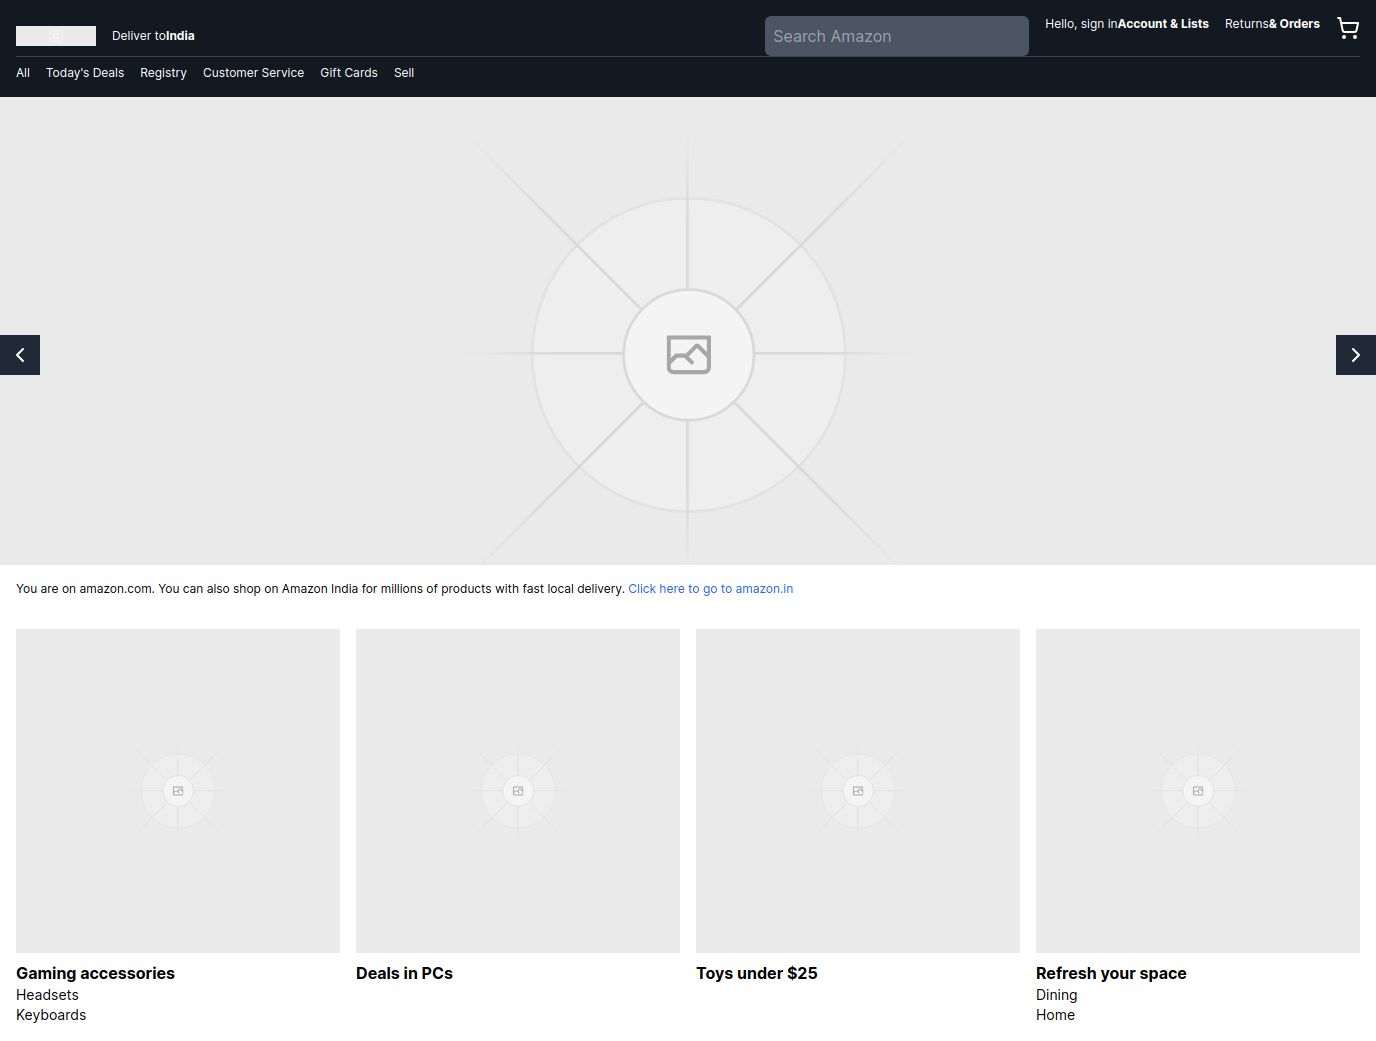 Deliver toIndia
Search Amazon
Hello, sign inAccount & Lists
Returns& Orders
All Today's Deals Registry Customer Service Gift Cards Sell
You are on amazon.com. You can also shop on Amazon India for millions of products with fast local delivery. Click here to go to amazon.in
Gaming accessories
Headsets
Keyboards
Deals in PCs
Toys under $25
Refresh your space
Dining
Home